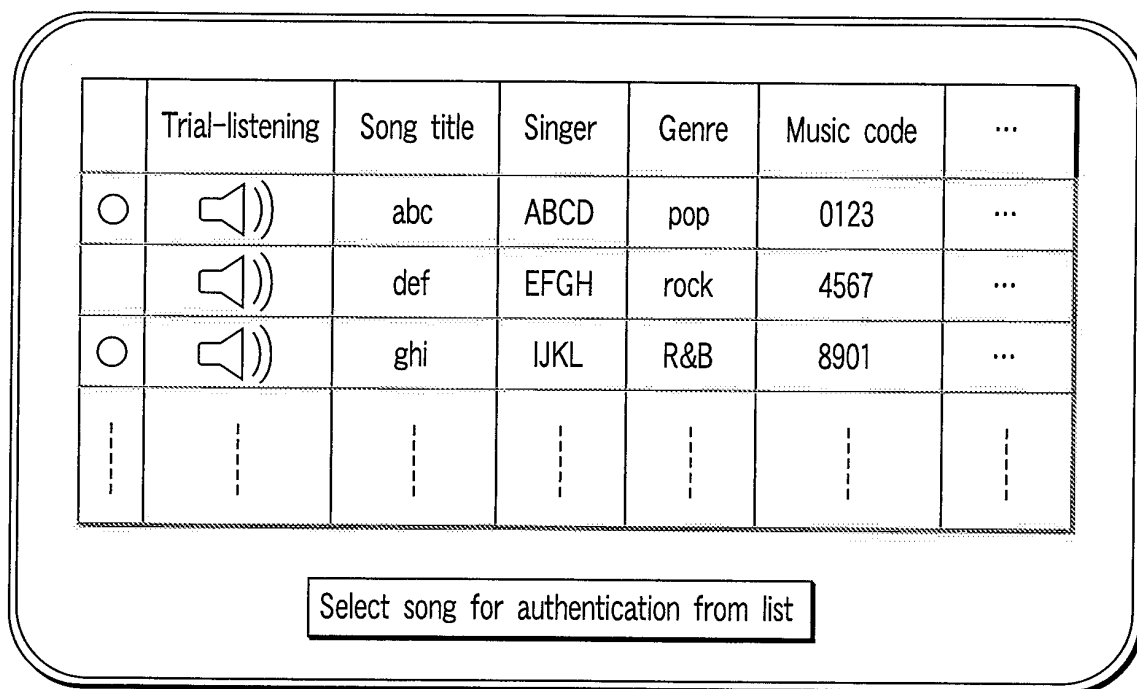 Trial-listening Song title Singer Genre Music code ...
abc ABCD pop 0123 ...
def EFGH rock 4567 ...
ghi IJKL R&B 8901 ...
Select song for authentication from list